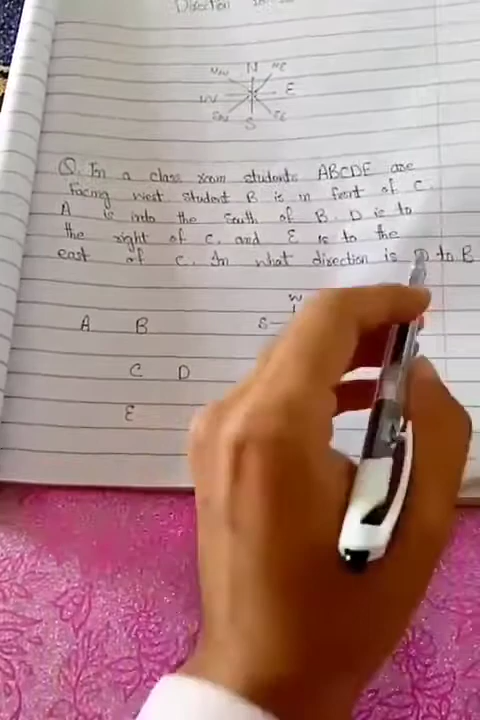 Direction
N
NW NE
W E
SW SE
S
Q. In a class room students ABCDE are
facing west student B is in front of C.
A is into the South of B. D is to
the right of C. and E is to the
east of C. In what direction is D to B
W
S
A B
C D
E